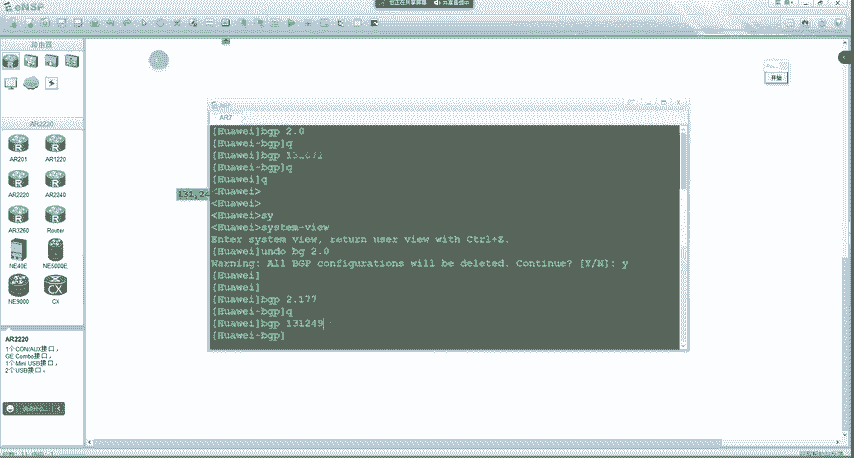 eNSP
路由器
AR2220
AR201
AR1220
AR2220
AR2240
AR3260
Router
NE40E
NE5000E
NE9000
CX
AR2220
1个CON/AUX接口,
GE Combo接口,
1个Mini USB接口,
2个USB接口,
AR7
[Huawei]bgp 2.0
[Huawei-bgp]q
[Huawei]bgp
[Huawei-bgp]q
[Huawei]q
<Huawei>
<Huawei>
<Huawei>sy
<Huawei>system-view
Enter system view, return user view with Ctrl+Z.
[Huawei]undo bg 2.0
Warning: All BGP configurations will be deleted. Continue? [Y/N]: y
[Huawei]
[Huawei]
[Huawei]bgp 2.177
[Huawei-bgp]q
[Huawei]bgp 131249
[Huawei-bgp]
开始